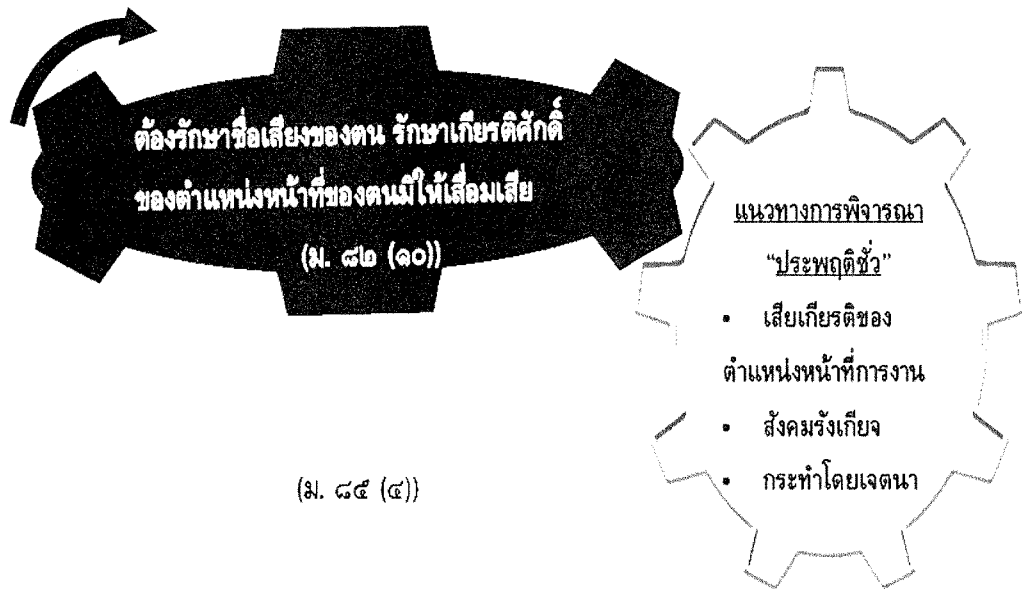 ต้องรักษาชื่อเสียงของตน รักษาเกียรติศักดิ์
ของตำแหน่งหน้าที่ของตนมิให้เสื่อมเสีย
(ม. ๘๒ (๑๐))
(ม. ๘๕ (๔))
แนวทางการพิจารณา
“ประพฤติชั่ว”
• เสียเกียรติของ
ตำแหน่งหน้าที่การงาน
• สังคมรังเกียจ
• กระทำโดยเจตนา